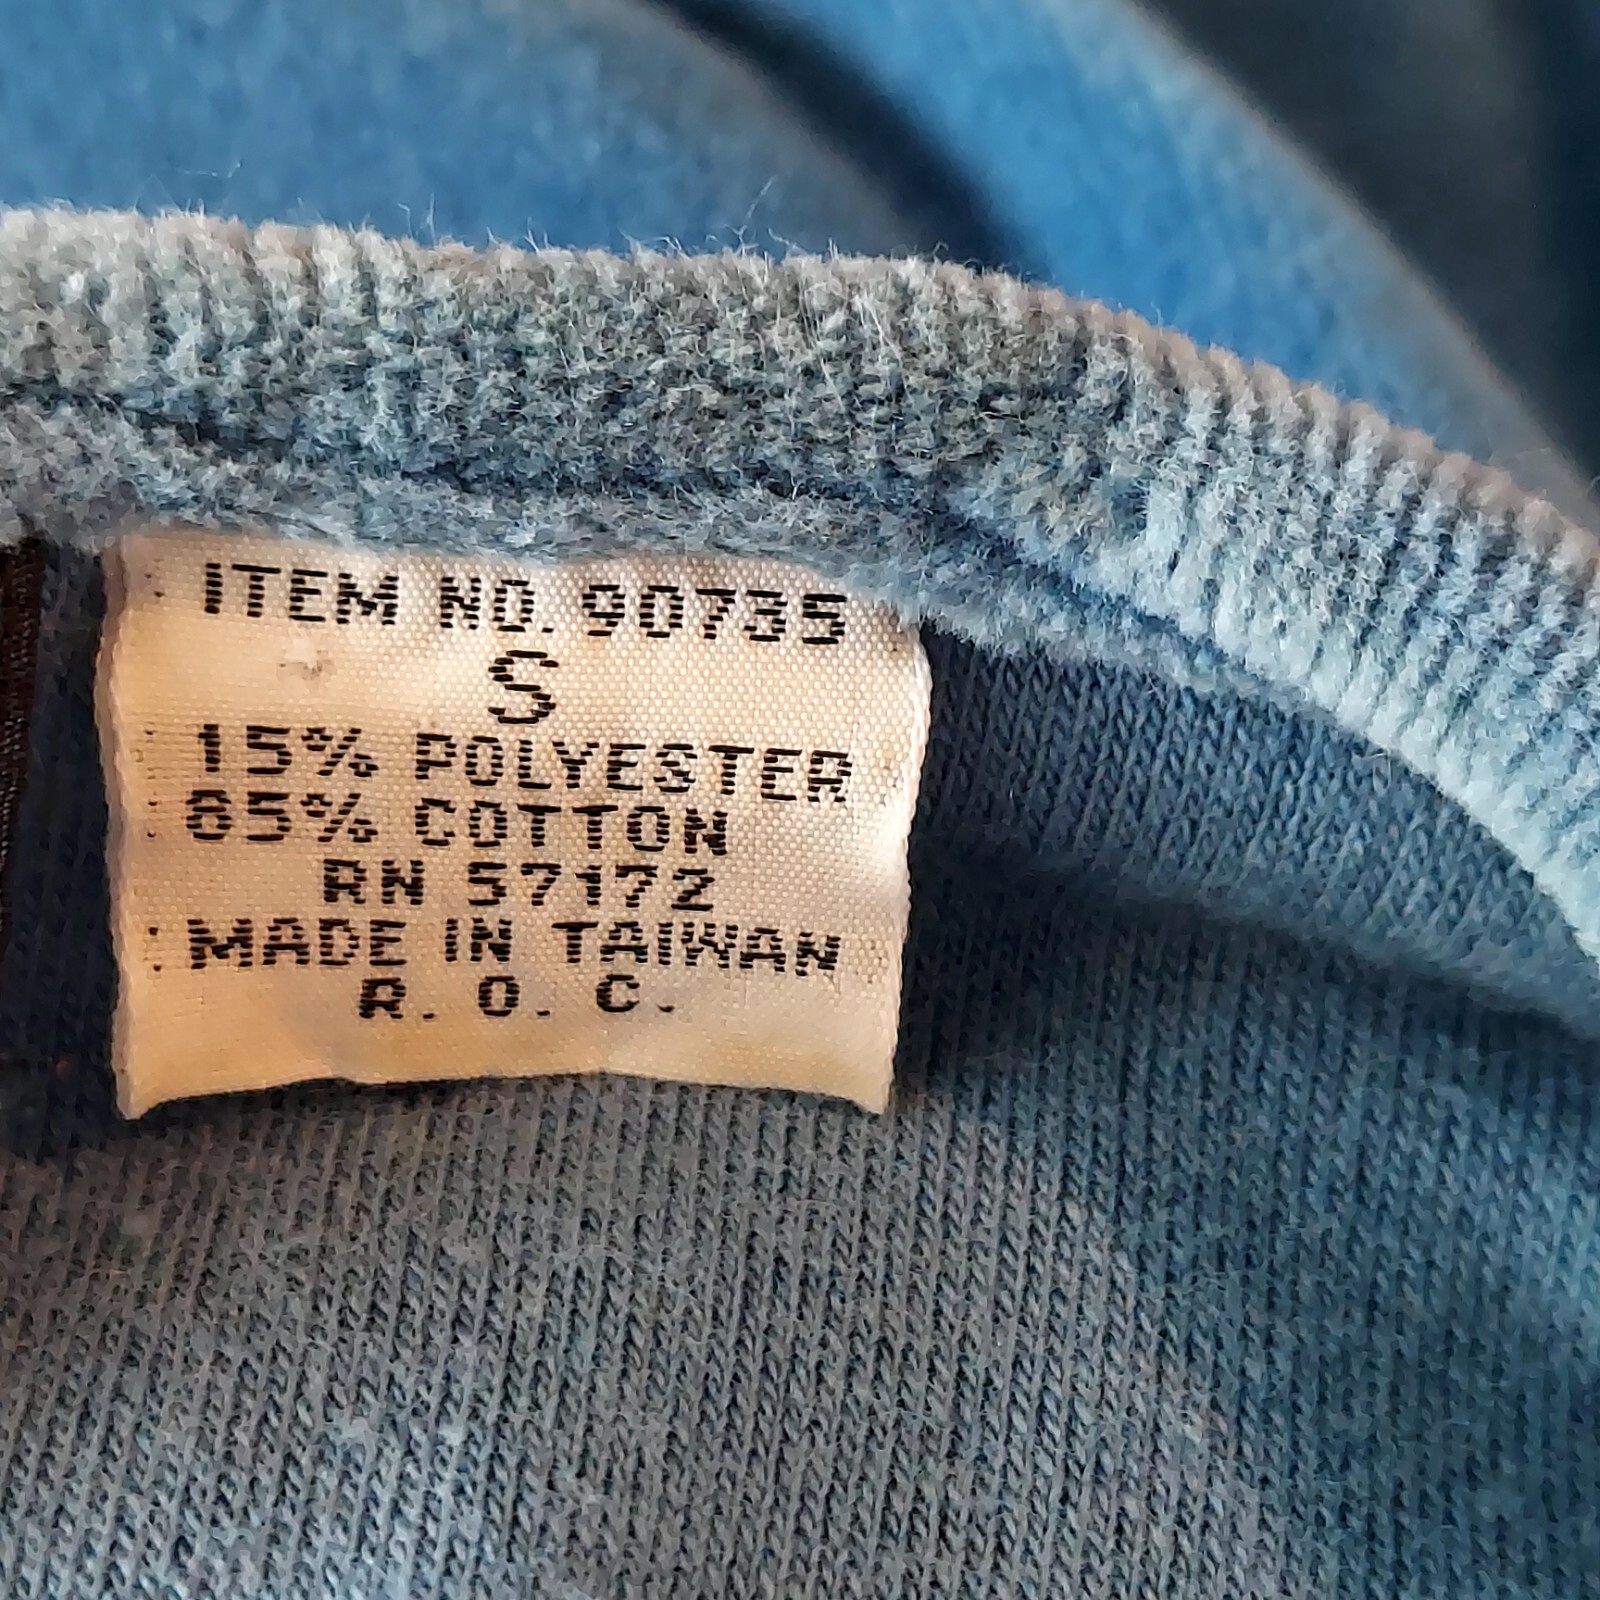 ITEM NO. 90735
S
15% POLYESTER
85% COTTON
RN 57172
MADE IN TAIWAN
R. O. C.